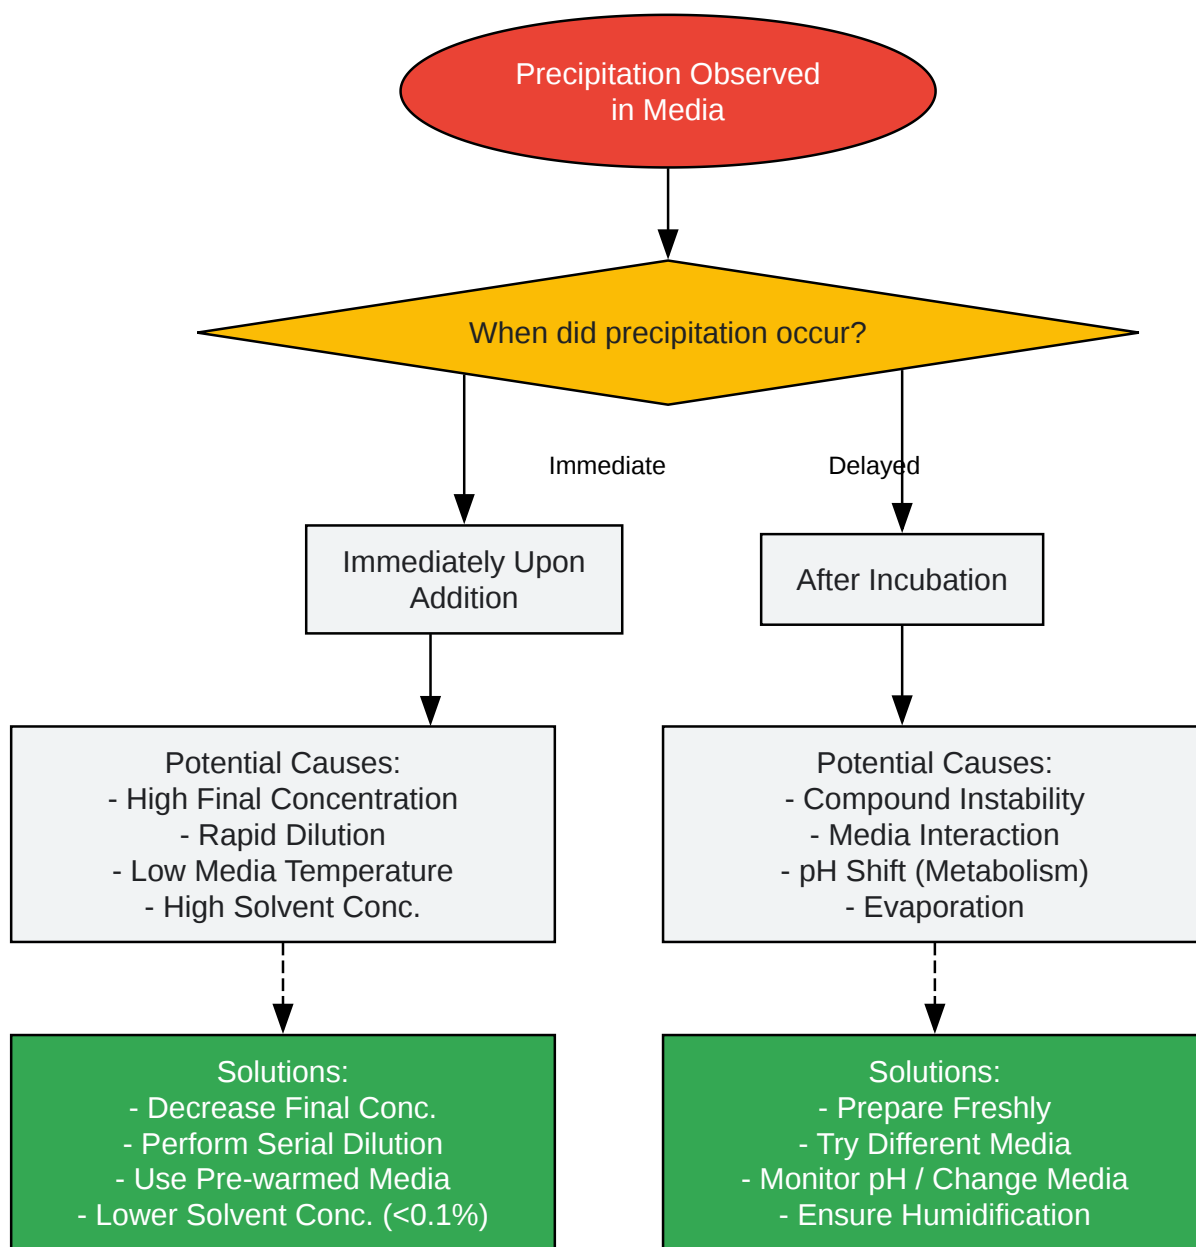 Precipitation Observed
in Media
When did precipitation occur?
Immediate
Delayed
Immediately Upon
Addition
After Incubation
Potential Causes:
- High Final Concentration
- Rapid Dilution
- Low Media Temperature
- High Solvent Conc.
Potential Causes:
- Compound Instability
- Media Interaction
- pH Shift (Metabolism)
- Evaporation
Solutions:
- Decrease Final Conc.
- Perform Serial Dilution
- Use Pre-warmed Media
- Lower Solvent Conc. (<0.1%)
Solutions:
- Prepare Freshly
- Try Different Media
- Monitor pH / Change Media
- Ensure Humidification